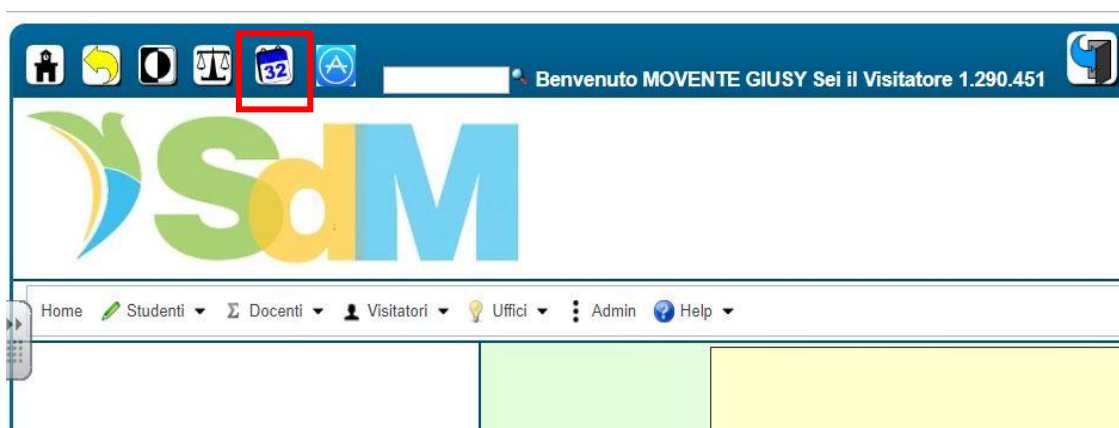 32
Benvenuto MOVENTE GIUSY Sei il Visitatore 1.290.451
SdM
Home Studenti Σ Docenti Visitatori Uffici Admin Help